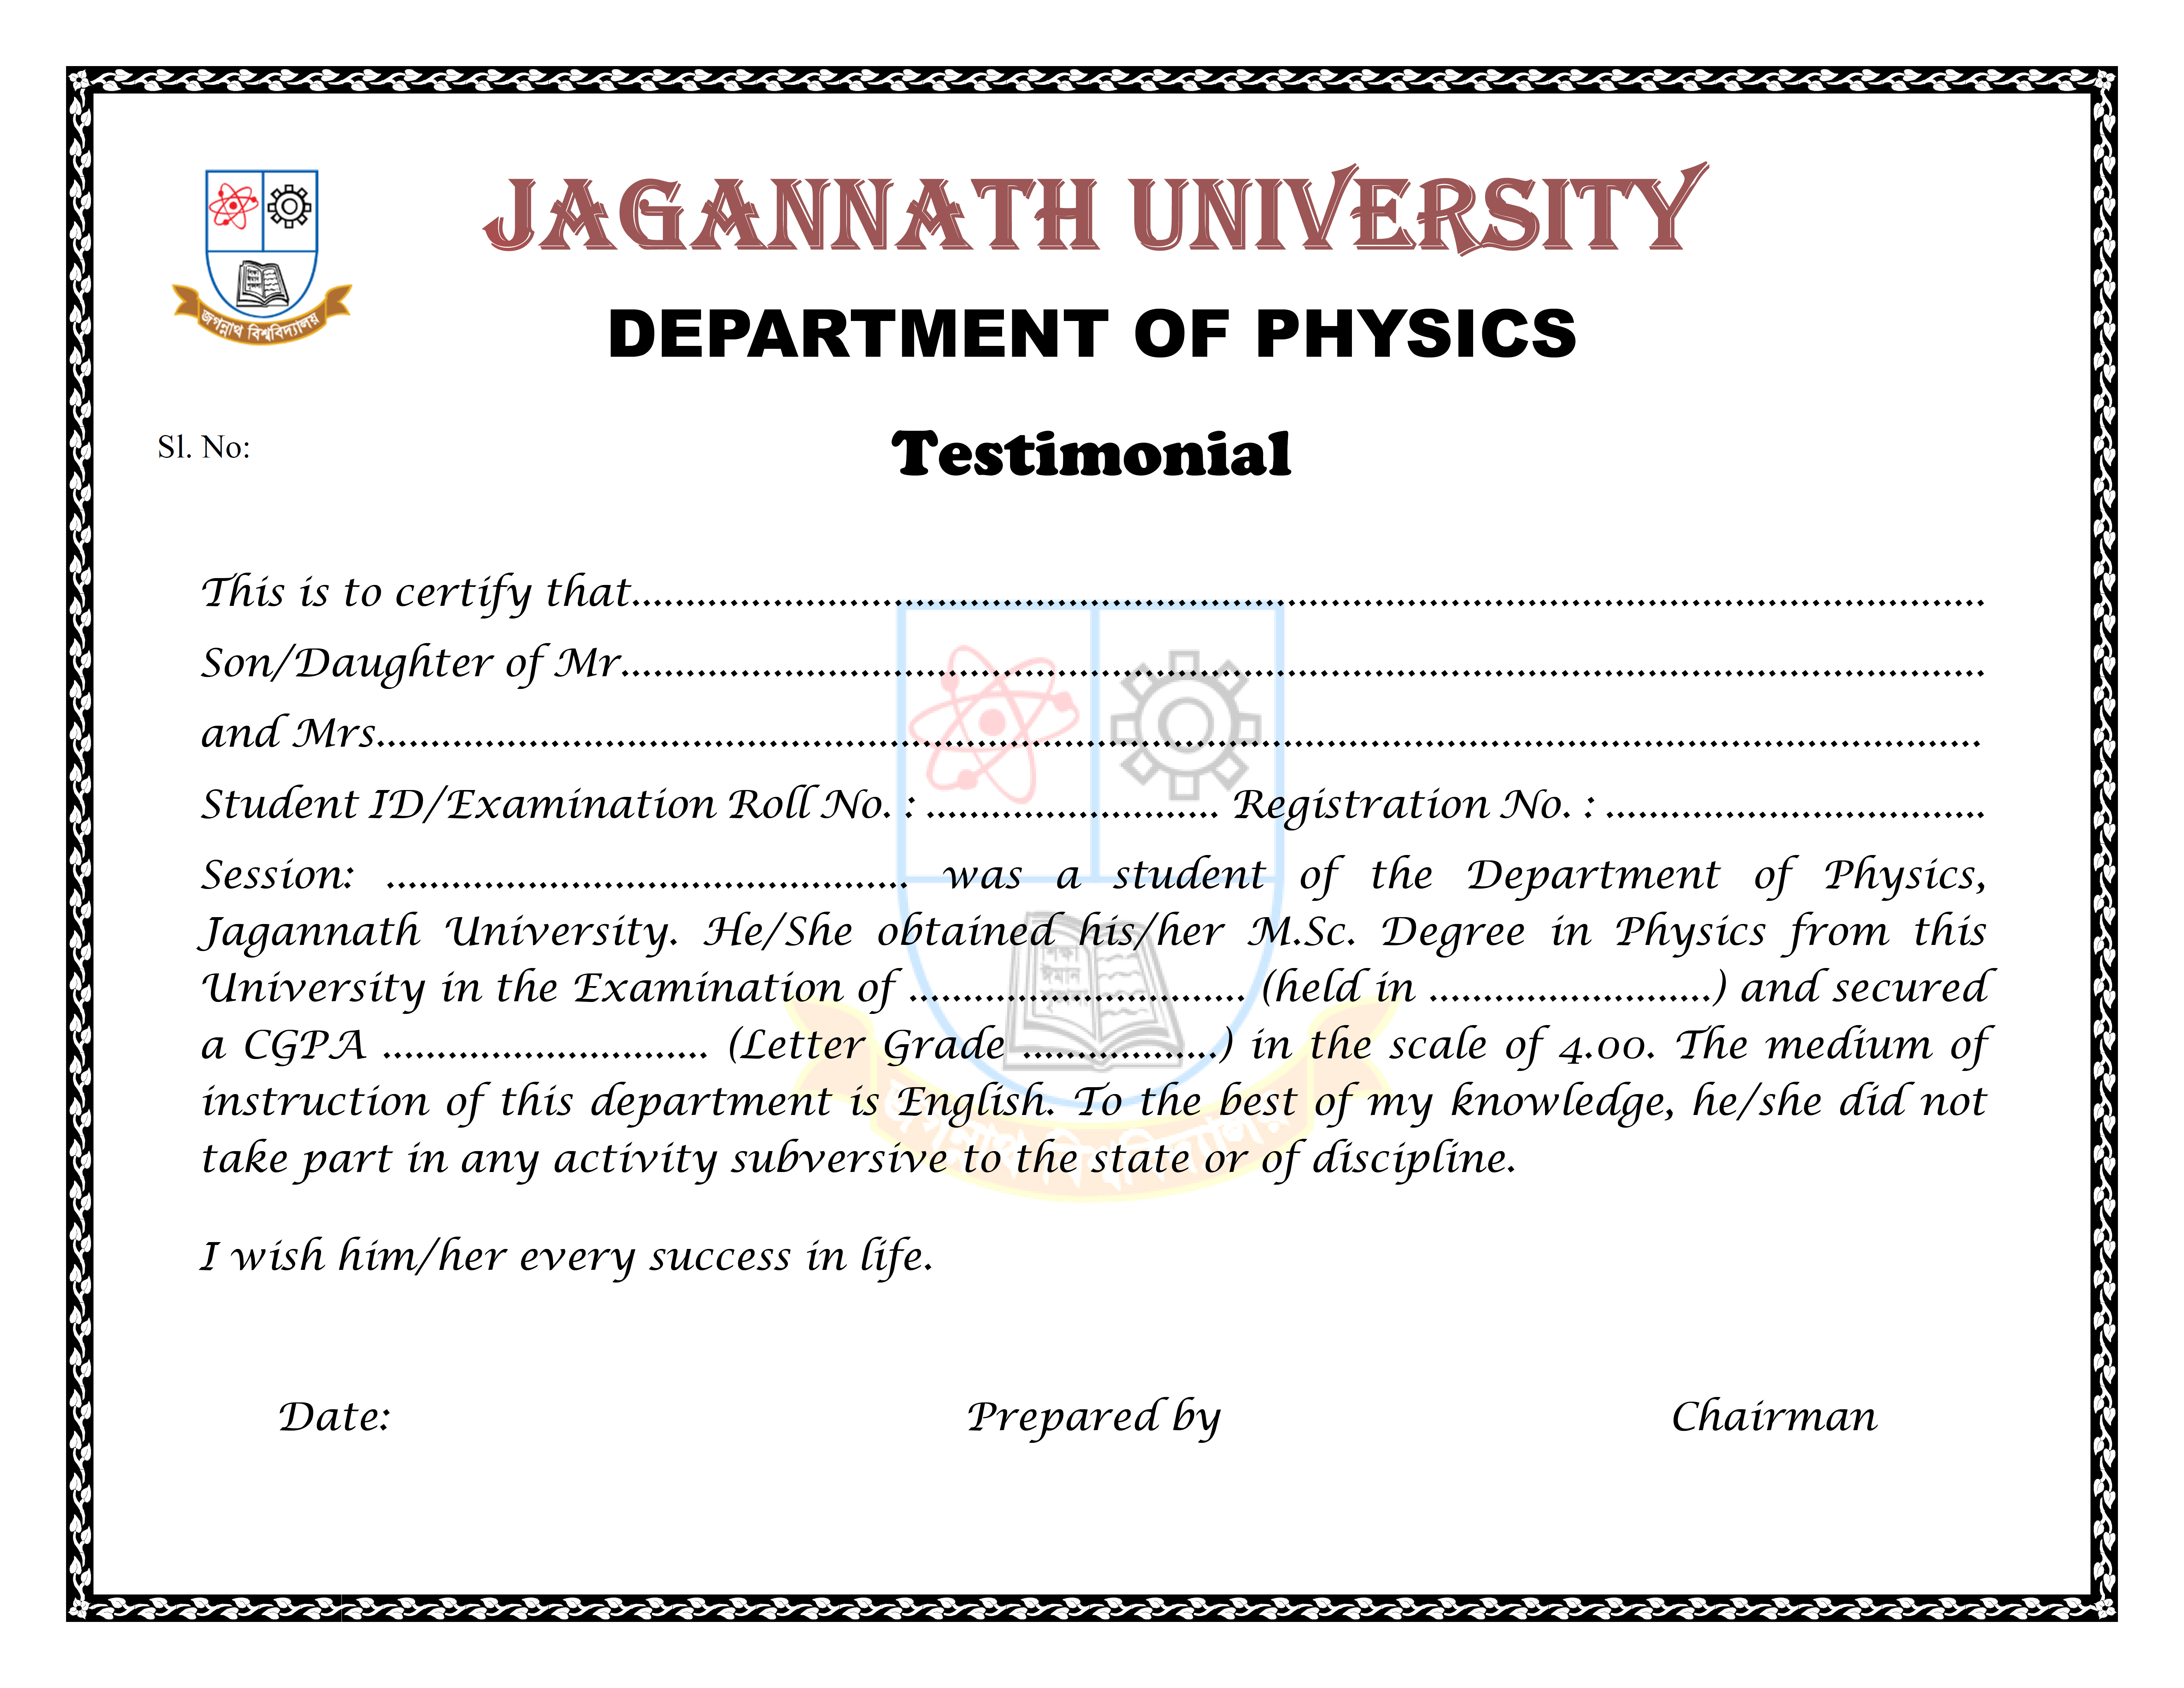 JAGANNATH UNIVERSITY
DEPARTMENT OF PHYSICS
জগন্নাথ বিশ্ববিদ্যালয়
Sl. No:
Testimonial
This is to certify that............................................................................................................................
Son/Daughter of Mr.............................................................................................................................
and Mrs...................................................................................................................................................
Student ID/Examination Roll No. : ........................... Registration No. : ...................................
Session: ................................................ was a student of the Department of Physics,
Jagannath University. He/She obtained his/her M.Sc. Degree in Physics from this
University in the Examination of ............................... (held in ..........................) and secured
a CGPA .............................. (Letter Grade ..................) in the scale of 4.00. The medium of
instruction of this department is English. To the best of my knowledge, he/she did not
take part in any activity subversive to the state or of discipline.
I wish him/her every success in life.
Date:
Prepared by
Chairman